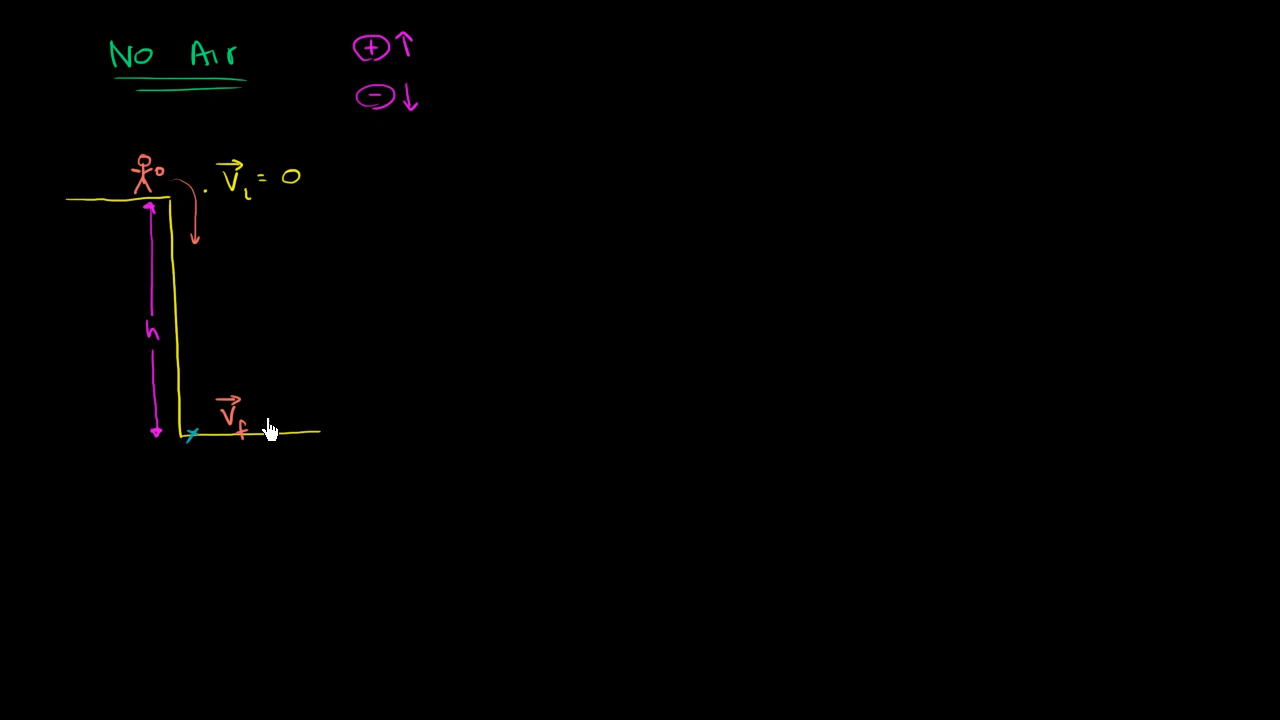 No Air
+ ↑
- ↓
V⃗ᵢ = 0
h
V⃗f